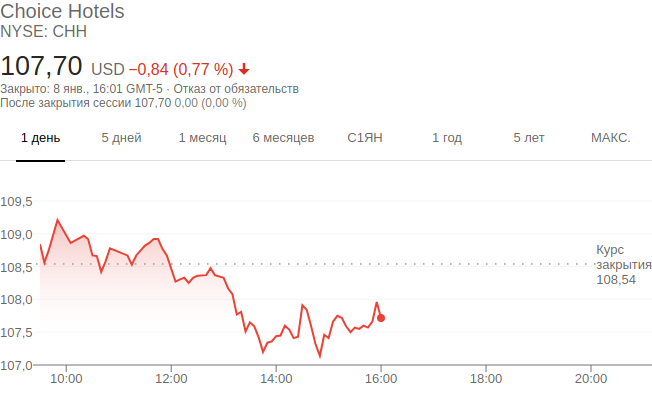 Choice Hotels
NYSE: CHH
107,70 USD −0,84 (0,77 %)
Закрыто: 8 янв., 16:01 GMT-5 · Отказ от обязательств
После закрытия сессии 107,70 0,00 (0,00 %)
1 день 5 дней 1 месяц 6 месяцев С1ЯН 1 год 5 лет МАКС.
109,5
109,0
Курс
108,5 закрытия
108,54
108,0
107,5
107,0
10:00 12:00 14:00 16:00 18:00 20:00